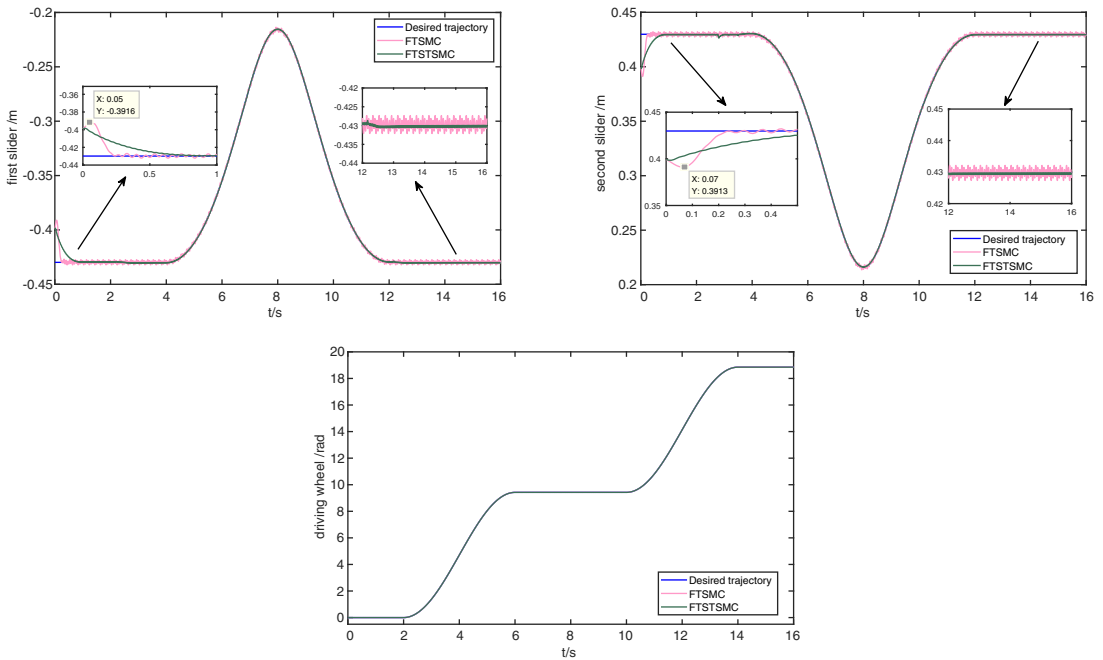 -0.2
-0.25
-0.3
-0.35
-0.4
-0.45
first slider /m
0 2 4 6 8 10 12 14 16
t/s
Desired trajectory
FTSMC
FTSTSMC
-0.36
-0.38
-0.4
-0.42
-0.44
0 0.5 1
X: 0.05
Y: -0.3916
-0.42
-0.43
-0.44
12 13 14 15 16
0.45
0.4
0.35
0.3
0.25
0.2
second slider /m
0 2 4 6 8 10 12 14 16
t/s
0.45
0.4
0.35
0 0.1 0.2 0.3 0.4
X: 0.07
Y: 0.3913
0.45
0.44
0.43
0.42
12 14 16
Desired trajectory
FTSMC
FTSTSMC
20
18
16
14
12
10
8
6
4
2
0
driving wheel /rad
0 2 4 6 8 10 12 14 16
t/s
Desired trajectory
FTSMC
FTSTSMC